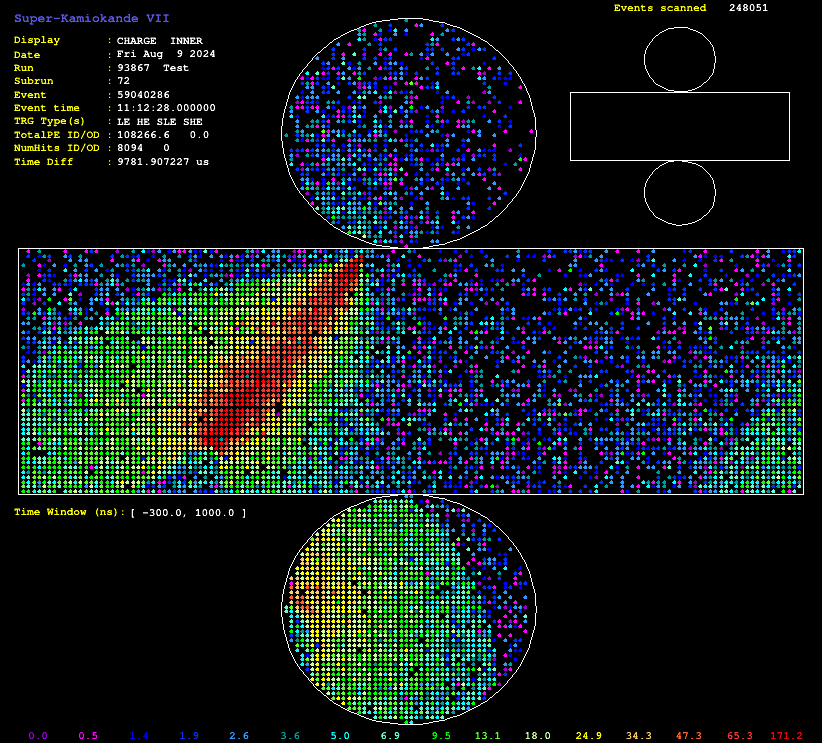 Super-Kamiokande VII
Events scanned 248051
Display : CHARGE INNER
Date : Fri Aug 9 2024
Run : 93867 Test
Subrun : 72
Event : 59040286
Event time : 11:12:28.000000
TRG Type(s) : LE HE SLE SHE
TotalPE ID/OD : 108266.6 0.0
NumHits ID/OD : 8094 0
Time Diff : 9781.907227 us
Time Window (ns): [ -300.0, 1000.0 ]
0.0 0.5 1.4 1.9 2.6 3.6 5.0 6.9 9.5 13.1 18.0 24.9 34.3 47.3 65.3 171.2